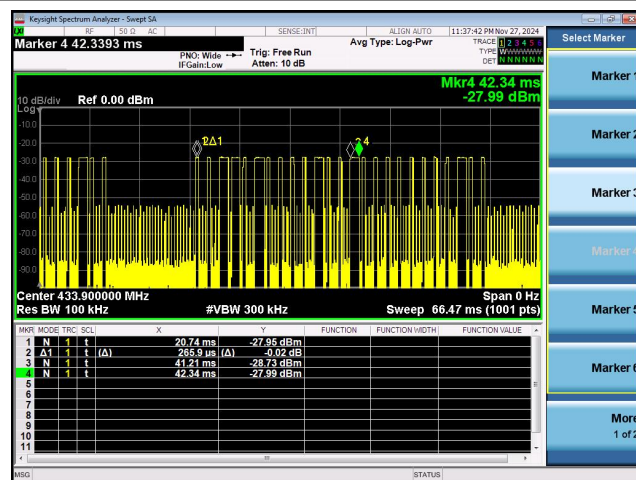 Keysight Spectrum Analyzer - Swept SA
LXI RF 50 Ω AC SENSE:INT ALIGN AUTO 11:37:42 PM Nov 27, 2024
Marker 4 42.3393 ms
PNO: Wide
IFGain:Low
Trig: Free Run
Atten: 10 dB
Avg Type: Log-Pwr
TRACE 1 2 3 4 5 6
TYPE W
DET N N N N N N
Select Marker
Mkr4 42.34 ms
-27.99 dBm
10 dB/div Ref 0.00 dBm
Log
-10.0
-20.0
-30.0
-40.0
-50.0
-60.0
-70.0
-80.0
-90.0
2Δ1
4
Center 433.900000 MHz
Span 0 Hz
Res BW 100 kHz #VBW 300 kHz Sweep 66.47 ms (1001 pts)
MKR MODE TRC SCL X Y FUNCTION FUNCTION WIDTH FUNCTION VALUE
1 N 1 t 20.74 ms -27.95 dBm
2 Δ1 1 t (Δ) 265.9 µs (Δ) -0.02 dB
3 N 1 t 41.21 ms -28.73 dBm
4 N 1 t 42.34 ms -27.99 dBm
5
6
7
8
9
10
11
Marker 1
Marker 2
Marker 3
Marker 4
Marker 5
Marker 6
More
1 of 2
MSG STATUS